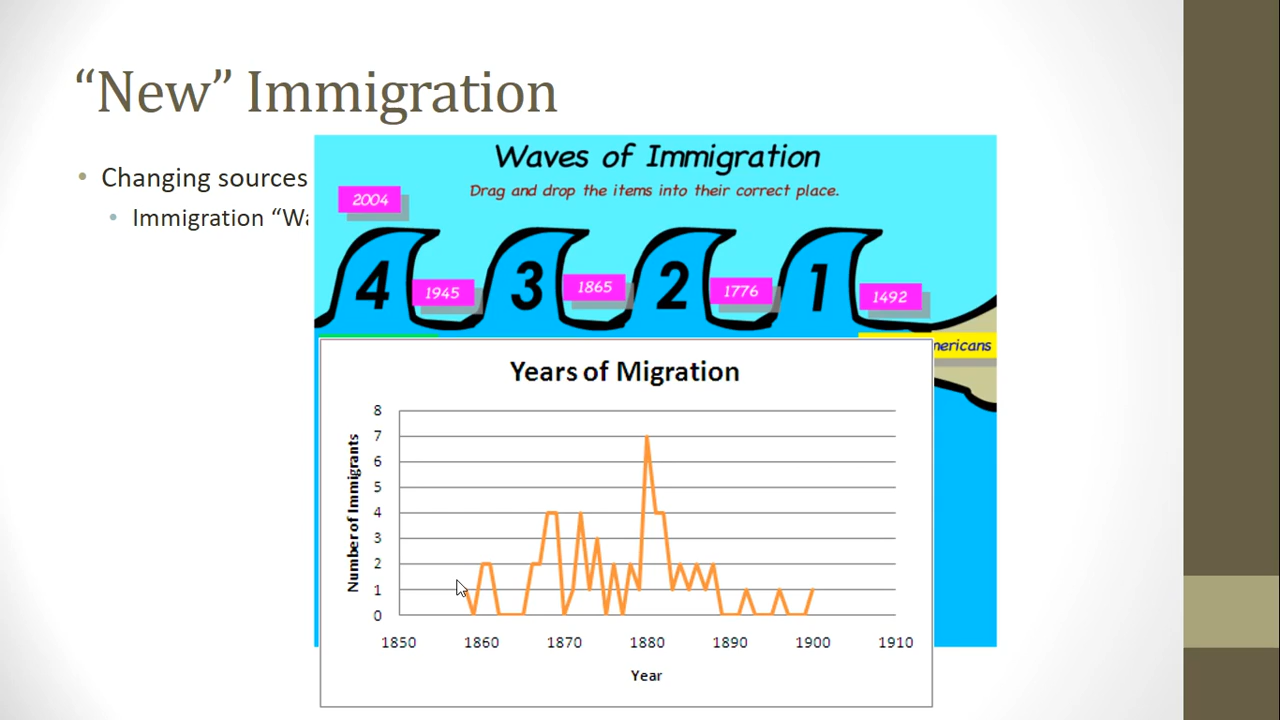 “New” Immigration
• Changing sources
• Immigration “Wa
Waves of Immigration
Drag and drop the items into their correct place.
2004
4
1945
3
1865
2
1776
1
1492
mericans
Years of Migration
Number of Immigrants
8
7
6
5
4
3
2
1
0
1850 1860 1870 1880 1890 1900 1910
Year